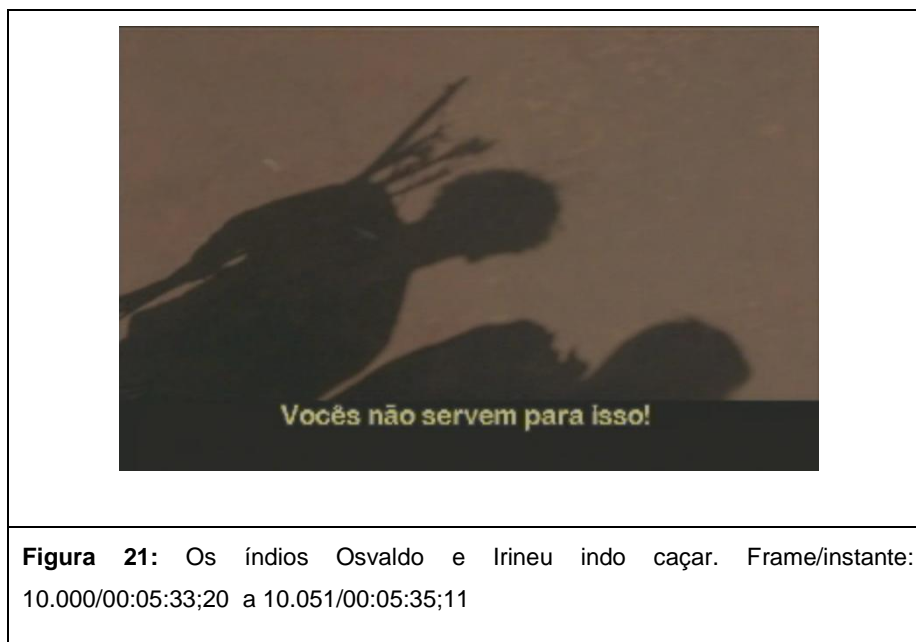 Vocês não servem para isso!
Figura 21: Os índios Osvaldo e Irineu indo caçar. Frame/instante:
10.000/00:05:33;20 a 10.051/00:05:35;11